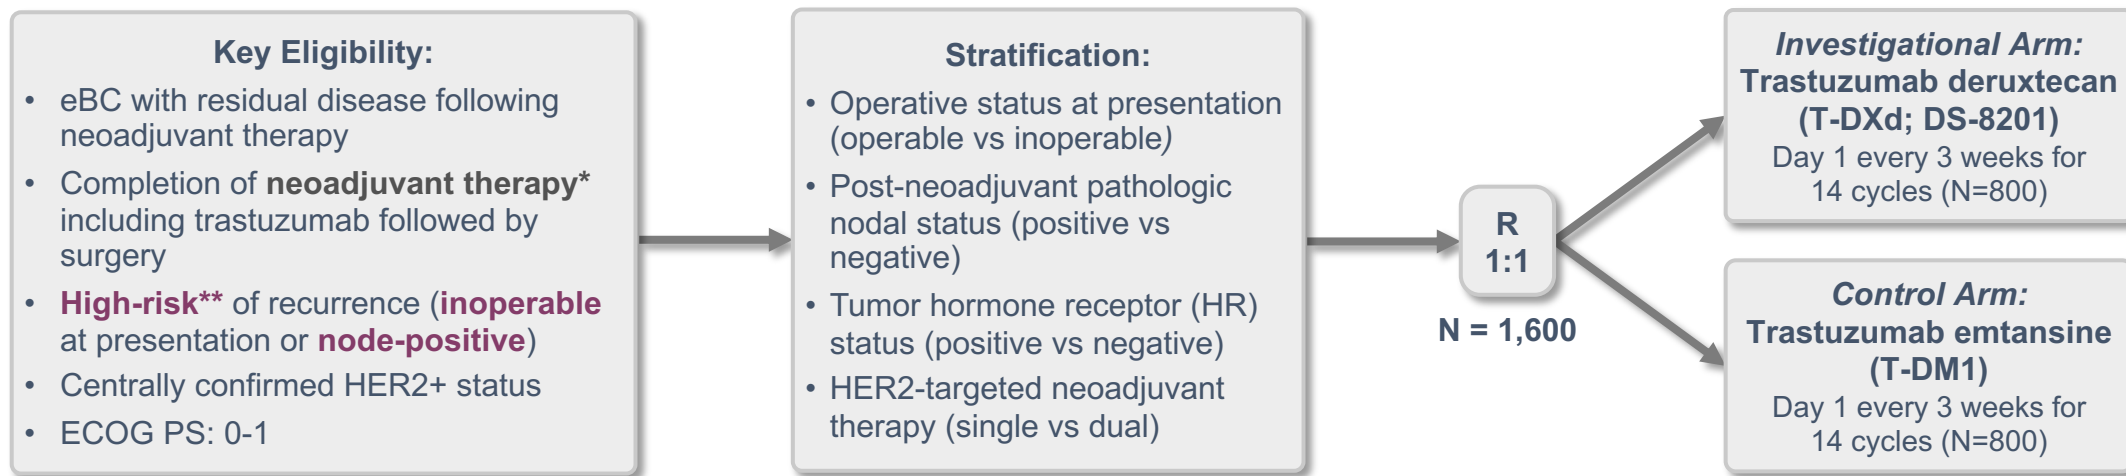 Key Eligibility:
• eBC with residual disease following
neoadjuvant therapy
• Completion of neoadjuvant therapy*
including trastuzumab followed by
surgery
• High-risk** of recurrence (inoperable
at presentation or node-positive)
• Centrally confirmed HER2+ status
• ECOG PS: 0-1
Stratification:
• Operative status at presentation
(operable vs inoperable)
• Post-neoadjuvant pathologic
nodal status (positive vs
negative)
• Tumor hormone receptor (HR)
status (positive vs negative)
• HER2-targeted neoadjuvant
therapy (single vs dual)
R
1:1
N = 1,600
Investigational Arm:
Trastuzumab deruxtecan
(T-DXd; DS-8201)
Day 1 every 3 weeks for
14 cycles (N=800)
Control Arm:
Trastuzumab emtansine
(T-DM1)
Day 1 every 3 weeks for
14 cycles (N=800)